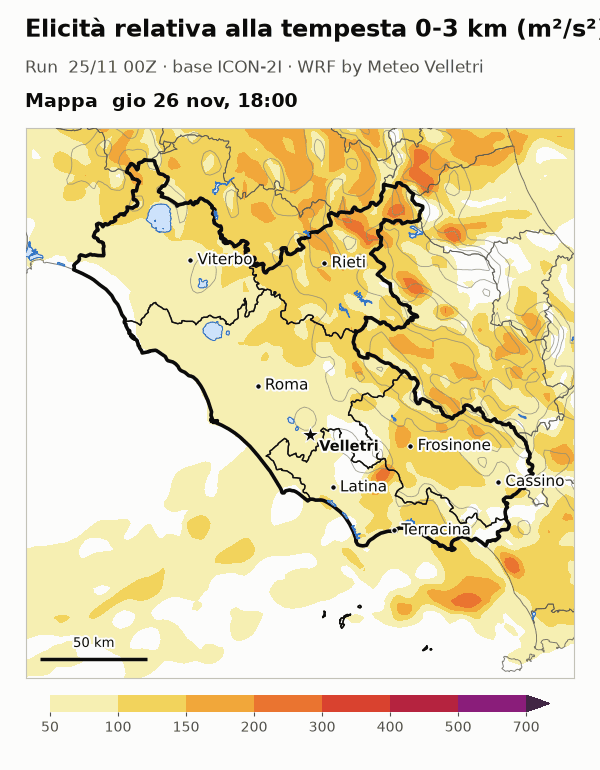 Elicità relativa alla tempesta 0-3 km (m²/s²)
Run 25/11 00Z · base ICON-2I · WRF by Meteo Velletri
Mappa gio 26 nov, 18:00
Viterbo
Rieti
Roma
Velletri
Frosinone
Latina
Cassino
Terracina
50 km
50 100 150 200 300 400 500 700